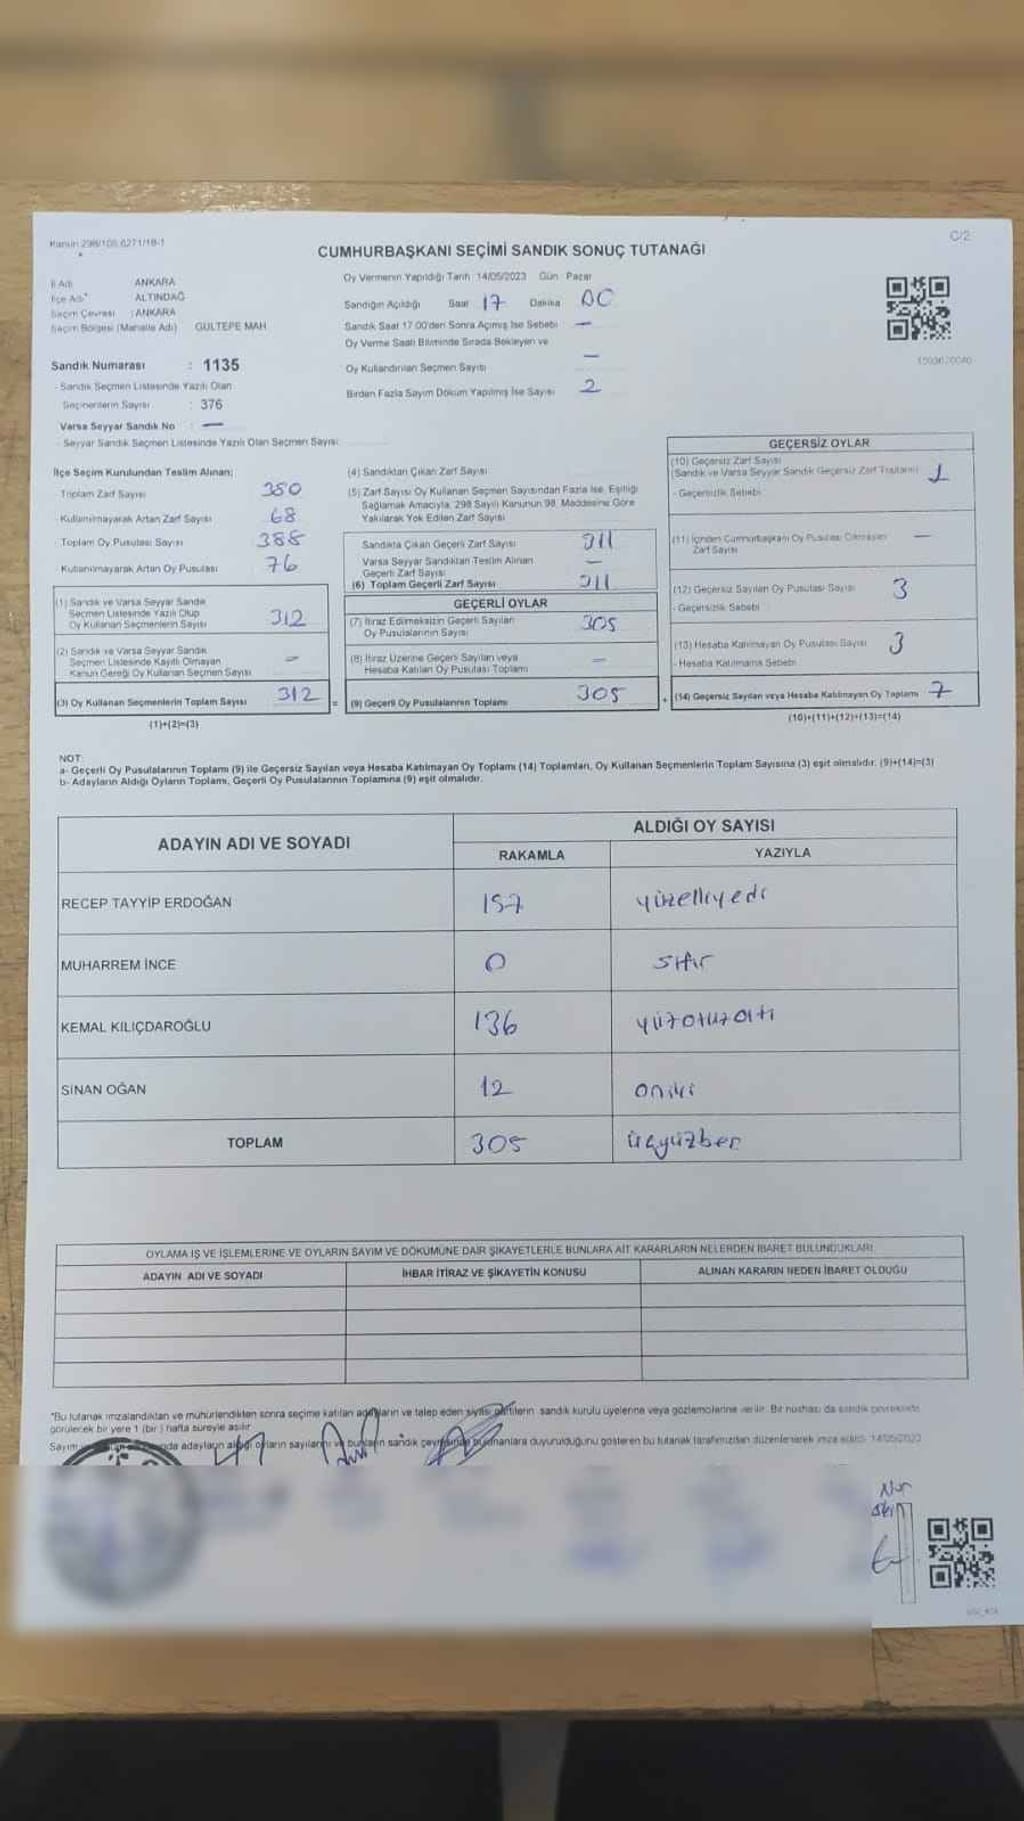 Kanun 298/105,6271/18-1
C/2
CUMHURBAŞKANI SEÇİMİ SANDIK SONUÇ TUTANAĞI
İl Adı ANKARA
İlçe Adı ALTINDAĞ
Seçim Çevresi : ANKARA
Seçim Bölgesi (Mahalle Adı) GÜLTEPE MAH
Oy Vermenin Yapıldığı Tarih 14/05/2023 Gün Pazar
Sandığın Açıldığı Saat 17 Dakika 00
Sandık Saat 17.00'den Sonra Açılmış İse Sebebi —
Oy Verme Saati Bitiminde Sırada Bekleyen ve
Oy Kullandırılan Seçmen Sayısı —
Birden Fazla Sayım Döküm Yapılmış İse Sayısı 2
Sandık Numarası : 1135
- Sandık Seçmen Listesinde Yazılı Olan
Seçmenlerin Sayısı : 376
Varsa Seyyar Sandık No : —
- Seyyar Sandık Seçmen Listesinde Yazılı Olan Seçmen Sayısı
İlçe Seçim Kurulundan Teslim Alınan;
- Toplam Zarf Sayısı 380
- Kullanılmayarak Artan Zarf Sayısı 68
- Toplam Oy Pusulası Sayısı 388
- Kullanılmayarak Artan Oy Pusulası 76
(1) Sandık ve Varsa Seyyar Sandık
Seçmen Listesinde Yazılı Olup
Oy Kullanan Seçmenlerin Sayısı 312
(2) Sandık ve Varsa Seyyar Sandık
Seçmen Listesinde Kayıtlı Olmayan
Kanun Gereği Oy Kullanan Seçmen Sayısı —
(3) Oy Kullanan Seçmenlerin Toplam Sayısı 312
(1)+(2)=(3)
(4) Sandıktan Çıkan Zarf Sayısı
(5) Zarf Sayısı Oy Kullanan Seçmen Sayısından Fazla İse, Eşitliği
Sağlamak Amacıyla, 298 Sayılı Kanunun 98. Maddesine Göre
Yakılarak Yok Edilen Zarf Sayısı
Sandıkta Çıkan Geçerli Zarf Sayısı 311
Varsa Seyyar Sandıktan Teslim Alınan
Geçerli Zarf Sayısı —
(6) Toplam Geçerli Zarf Sayısı 311
GEÇERLİ OYLAR
(7) İtiraz Edilmeksizin Geçerli Sayılan
Oy Pusulalarının Sayısı 305
(8) İtiraz Üzerine Geçerli Sayılan veya
Hesaba Katılan Oy Pusulası Toplamı —
= (9) Geçerli Oy Pusulalarının Toplamı 305
GEÇERSİZ OYLAR
(10) Geçersiz Zarf Sayısı
(Sandık ve Varsa Seyyar Sandık Geçersiz Zarf Toplamı) 1
- Geçersizlik Sebebi
(11) İçinden Cumhurbaşkanı Oy Pusulası Çıkmayan
Zarf Sayısı —
(12) Geçersiz Sayılan Oy Pusulası Sayısı 3
- Geçersizlik Sebebi
(13) Hesaba Katılmayan Oy Pusulası Sayısı 3
- Hesaba Katılmama Sebebi
+ (14) Geçersiz Sayılan veya Hesaba Katılmayan Oy Toplamı 7
(10)+(11)+(12)+(13)=(14)
NOT
a- Geçerli Oy Pusulalarının Toplamı (9) ile Geçersiz Sayılan veya Hesaba Katılmayan Oy Toplamı (14) Toplamları, Oy Kullanan Seçmenlerin Toplam Sayısına (3) eşit olmalıdır. (9)+(14)=(3)
b- Adayların Aldığı Oyların Toplamı, Geçerli Oy Pusulalarının Toplamına (9) eşit olmalıdır.
ADAYIN ADI VE SOYADI
ALDIĞI OY SAYISI
RAKAMLA YAZIYLA
RECEP TAYYİP ERDOĞAN 157 yüzelliyedi
MUHARREM İNCE 0 sıfır
KEMAL KILIÇDAROĞLU 136 yüzotuzaltı
SİNAN OĞAN 12 oniki
TOPLAM 305 üçyüzbeş
OYLAMA İŞ VE İŞLEMLERİNE VE OYLARIN SAYIM VE DÖKÜMÜNE DAİR ŞİKAYETLERLE BUNLARA AİT KARARLARIN NELERDEN İBARET BULUNDUKLARI
ADAYIN ADI VE SOYADI İHBAR İTİRAZ VE ŞİKAYETİN KONUSU ALINAN KARARIN NEDEN İBARET OLDUĞU
"Bu tutanak imzalandıktan ve mühürlendikten sonra seçime katılan adayların ve talep eden siyasi partilerin sandık kurulu üyelerine veya gözlemcilerine verilir. Bir nüshası da sandık çevresinde
görülecek bir yere 1 (bir) hafta süreyle asılır.
adayların aldığı oyların sayılarını ve bunların sandık çevresinde bulunanlara duyurulduğunu gösteren bu tutanak tarafımızdan düzenlenerek imza edildi. 14/05/2023
Nur